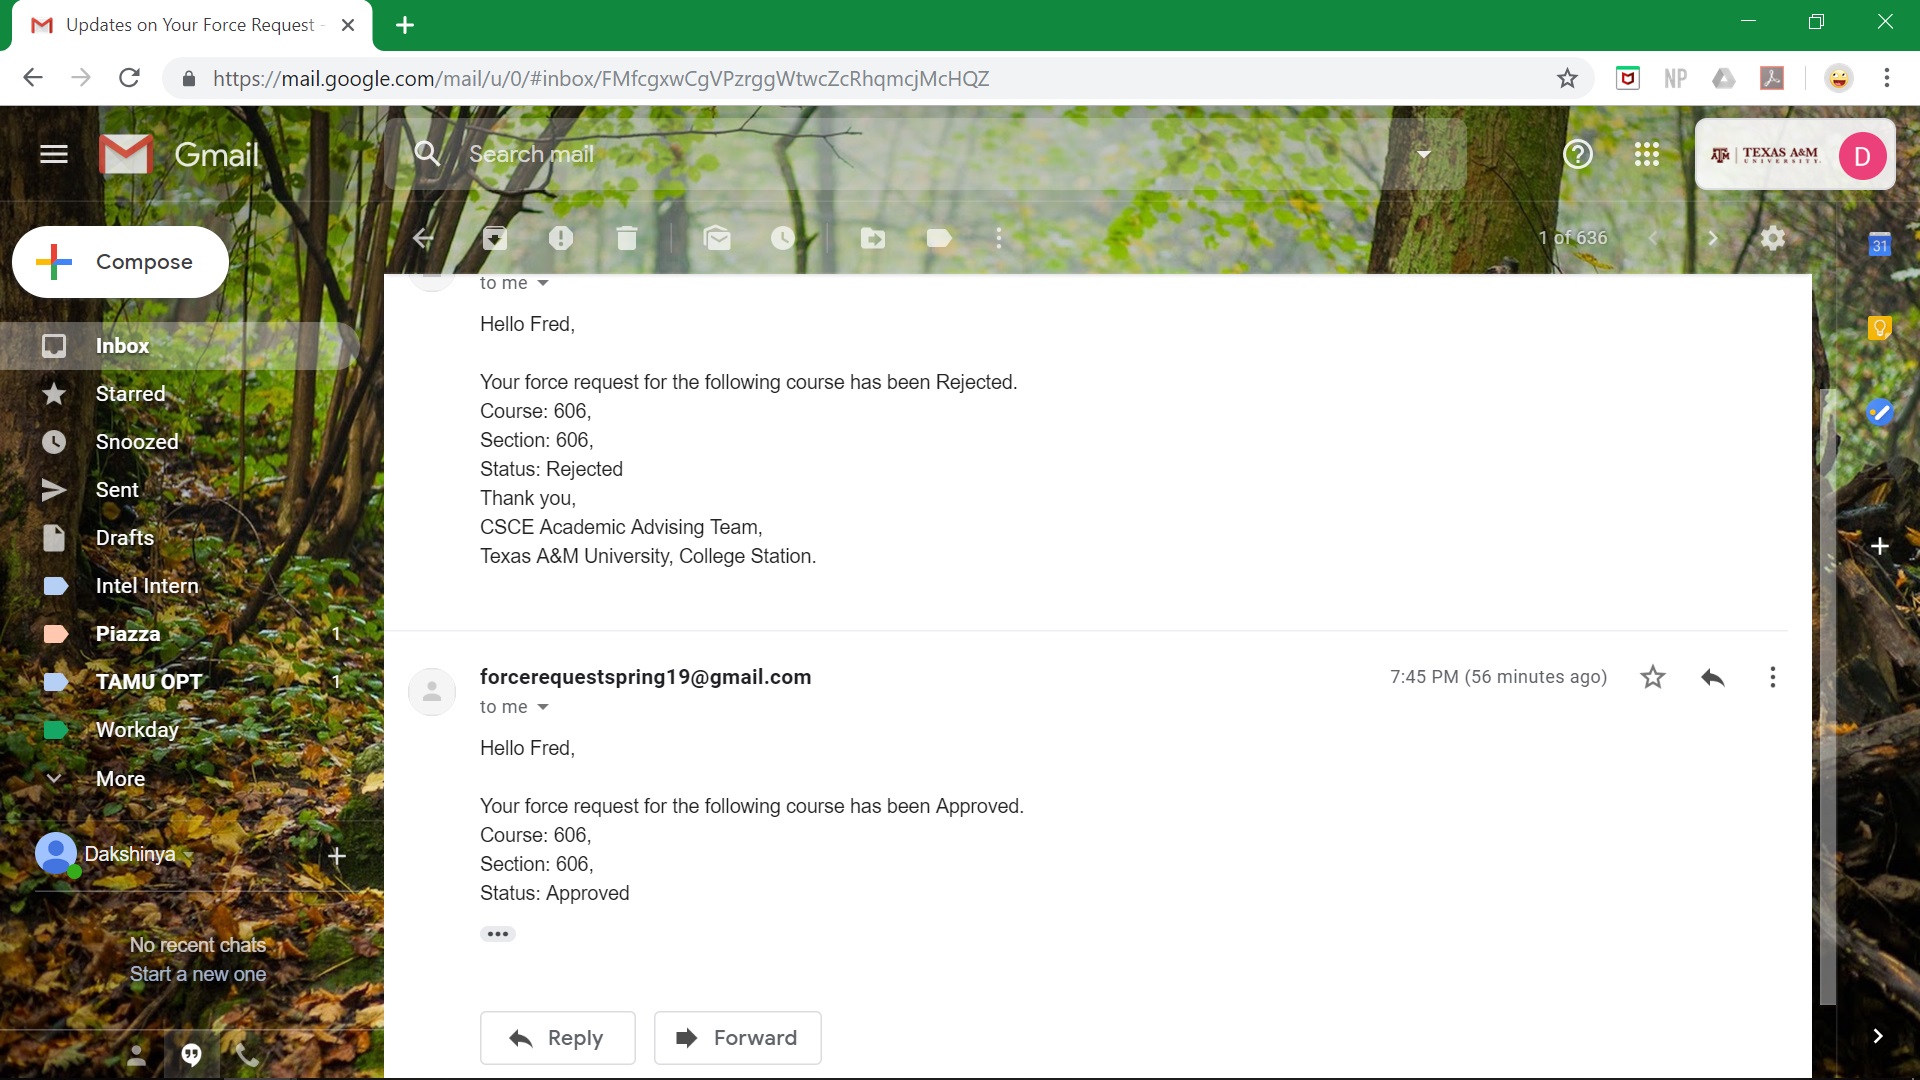 Updates on Your Force Request -
https://mail.google.com/mail/u/0/#inbox/FMfcgxwCgVPzrggWtwcZcRhqmcjMcHQZ
NP
Gmail
Search mail
ATM | TEXAS A&M
UNIVERSITY.
D
Compose
1 of 636
31
Inbox
Starred
Snoozed
Sent
Drafts
Intel Intern
Piazza 1
TAMU OPT 1
Workday
More
Dakshinya
No recent chats
Start a new one
to me
Hello Fred,
Your force request for the following course has been Rejected.
Course: 606,
Section: 606,
Status: Rejected
Thank you,
CSCE Academic Advising Team,
Texas A&M University, College Station.
forcerequestspring19@gmail.com 7:45 PM (56 minutes ago)
to me
Hello Fred,
Your force request for the following course has been Approved.
Course: 606,
Section: 606,
Status: Approved
Reply
Forward